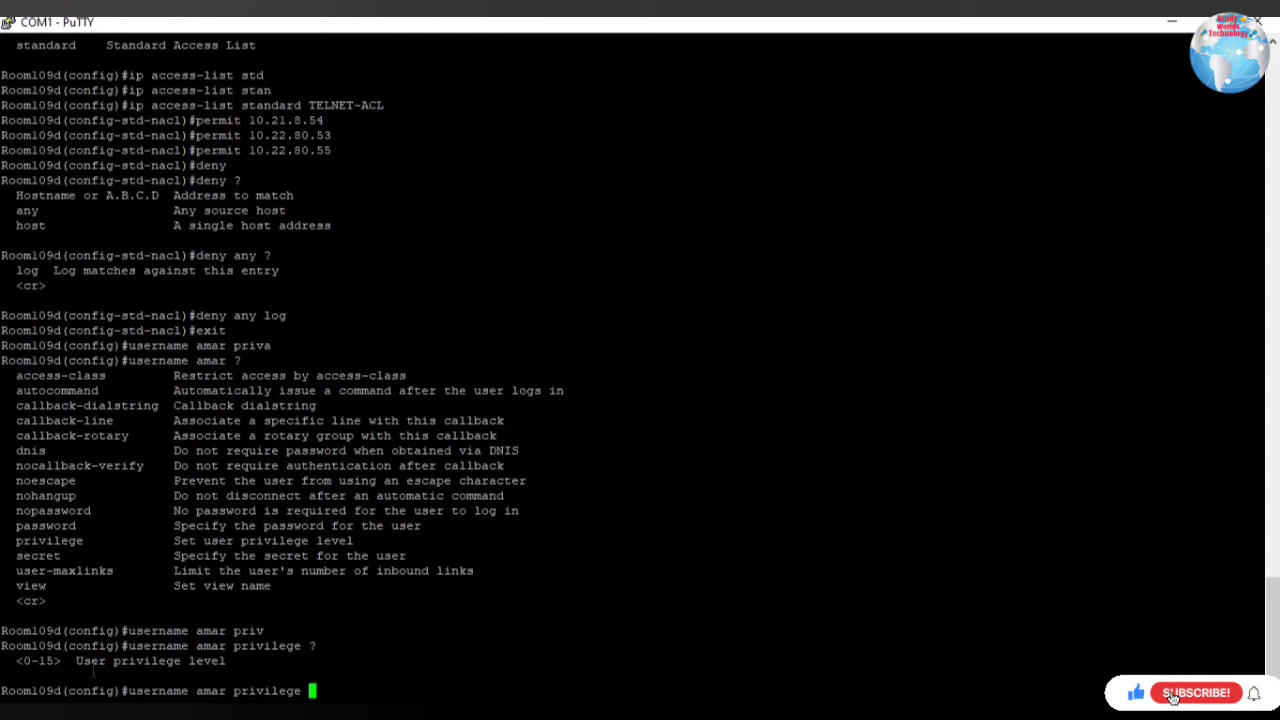 COM1 - PuTTY
Study
Worlds
Technology
standard    Standard Access List
Room109d(config)#ip access-list std
Room109d(config)#ip access-list stan
Room109d(config)#ip access-list standard TELNET-ACL
Room109d(config-std-nacl)#permit 10.21.8.54
Room109d(config-std-nacl)#permit 10.22.80.53
Room109d(config-std-nacl)#permit 10.22.80.55
Room109d(config-std-nacl)#deny
Room109d(config-std-nacl)#deny ?
Hostname or A.B.C.D  Address to match
any                  Any source host
host                 A single host address
Room109d(config-std-nacl)#deny any ?
log  Log matches against this entry
<cr>
Room109d(config-std-nacl)#deny any log
Room109d(config-std-nacl)#exit
Room109d(config)#username amar priva
Room109d(config)#username amar ?
access-class         Restrict access by access-class
autocommand          Automatically issue a command after the user logs in
callback-dialstring  Callback dialstring
callback-line        Associate a specific line with this callback
callback-rotary      Associate a rotary group with this callback
dnis                 Do not require password when obtained via DNIS
nocallback-verify    Do not require authentication after callback
noescape             Prevent the user from using an escape character
nohangup             Do not disconnect after an automatic command
nopassword           No password is required for the user to log in
password             Specify the password for the user
privilege            Set user privilege level
secret               Specify the secret for the user
user-maxlinks        Limit the user's number of inbound links
view                 Set view name
<cr>
Room109d(config)#username amar priv
Room109d(config)#username amar privilege ?
<0-15>  User privilege level
Room109d(config)#username amar privilege
SUBSCRIBE!